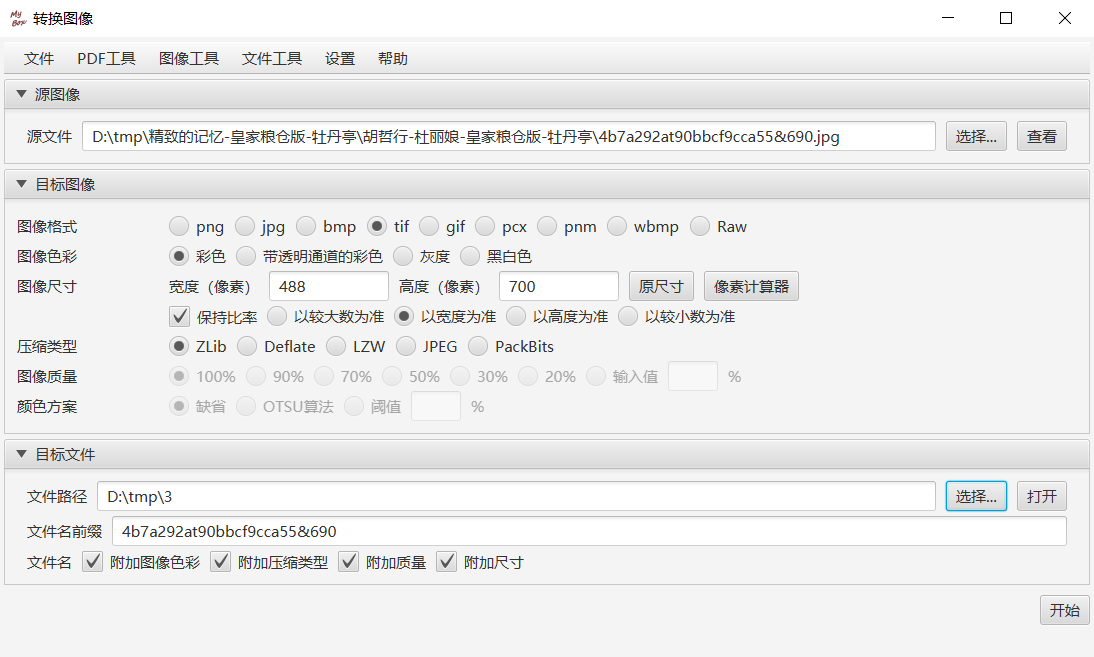 My Box 转换图像
文件 PDF工具 图像工具 文件工具 设置 帮助
源图像
源文件 D:\tmp\精致的记忆-皇家粮仓版-牡丹亭\胡哲行-杜丽娘-皇家粮仓版-牡丹亭\4b7a292at90bbcf9cca55&690.jpg 选择... 查看
目标图像
图像格式 png jpg bmp tif gif pcx pnm wbmp Raw
图像色彩 彩色 带透明通道的彩色 灰度 黑白色
图像尺寸 宽度（像素） 488 高度（像素） 700 原尺寸 像素计算器
保持比率 以较大数为准 以宽度为准 以高度为准 以较小数为准
压缩类型 ZLib Deflate LZW JPEG PackBits
图像质量 100% 90% 70% 50% 30% 20% 输入值 %
颜色方案 缺省 OTSU算法 阈值 %
目标文件
文件路径 D:\tmp\3 选择... 打开
文件名前缀 4b7a292at90bbcf9cca55&690
文件名 附加图像色彩 附加压缩类型 附加质量 附加尺寸
开始